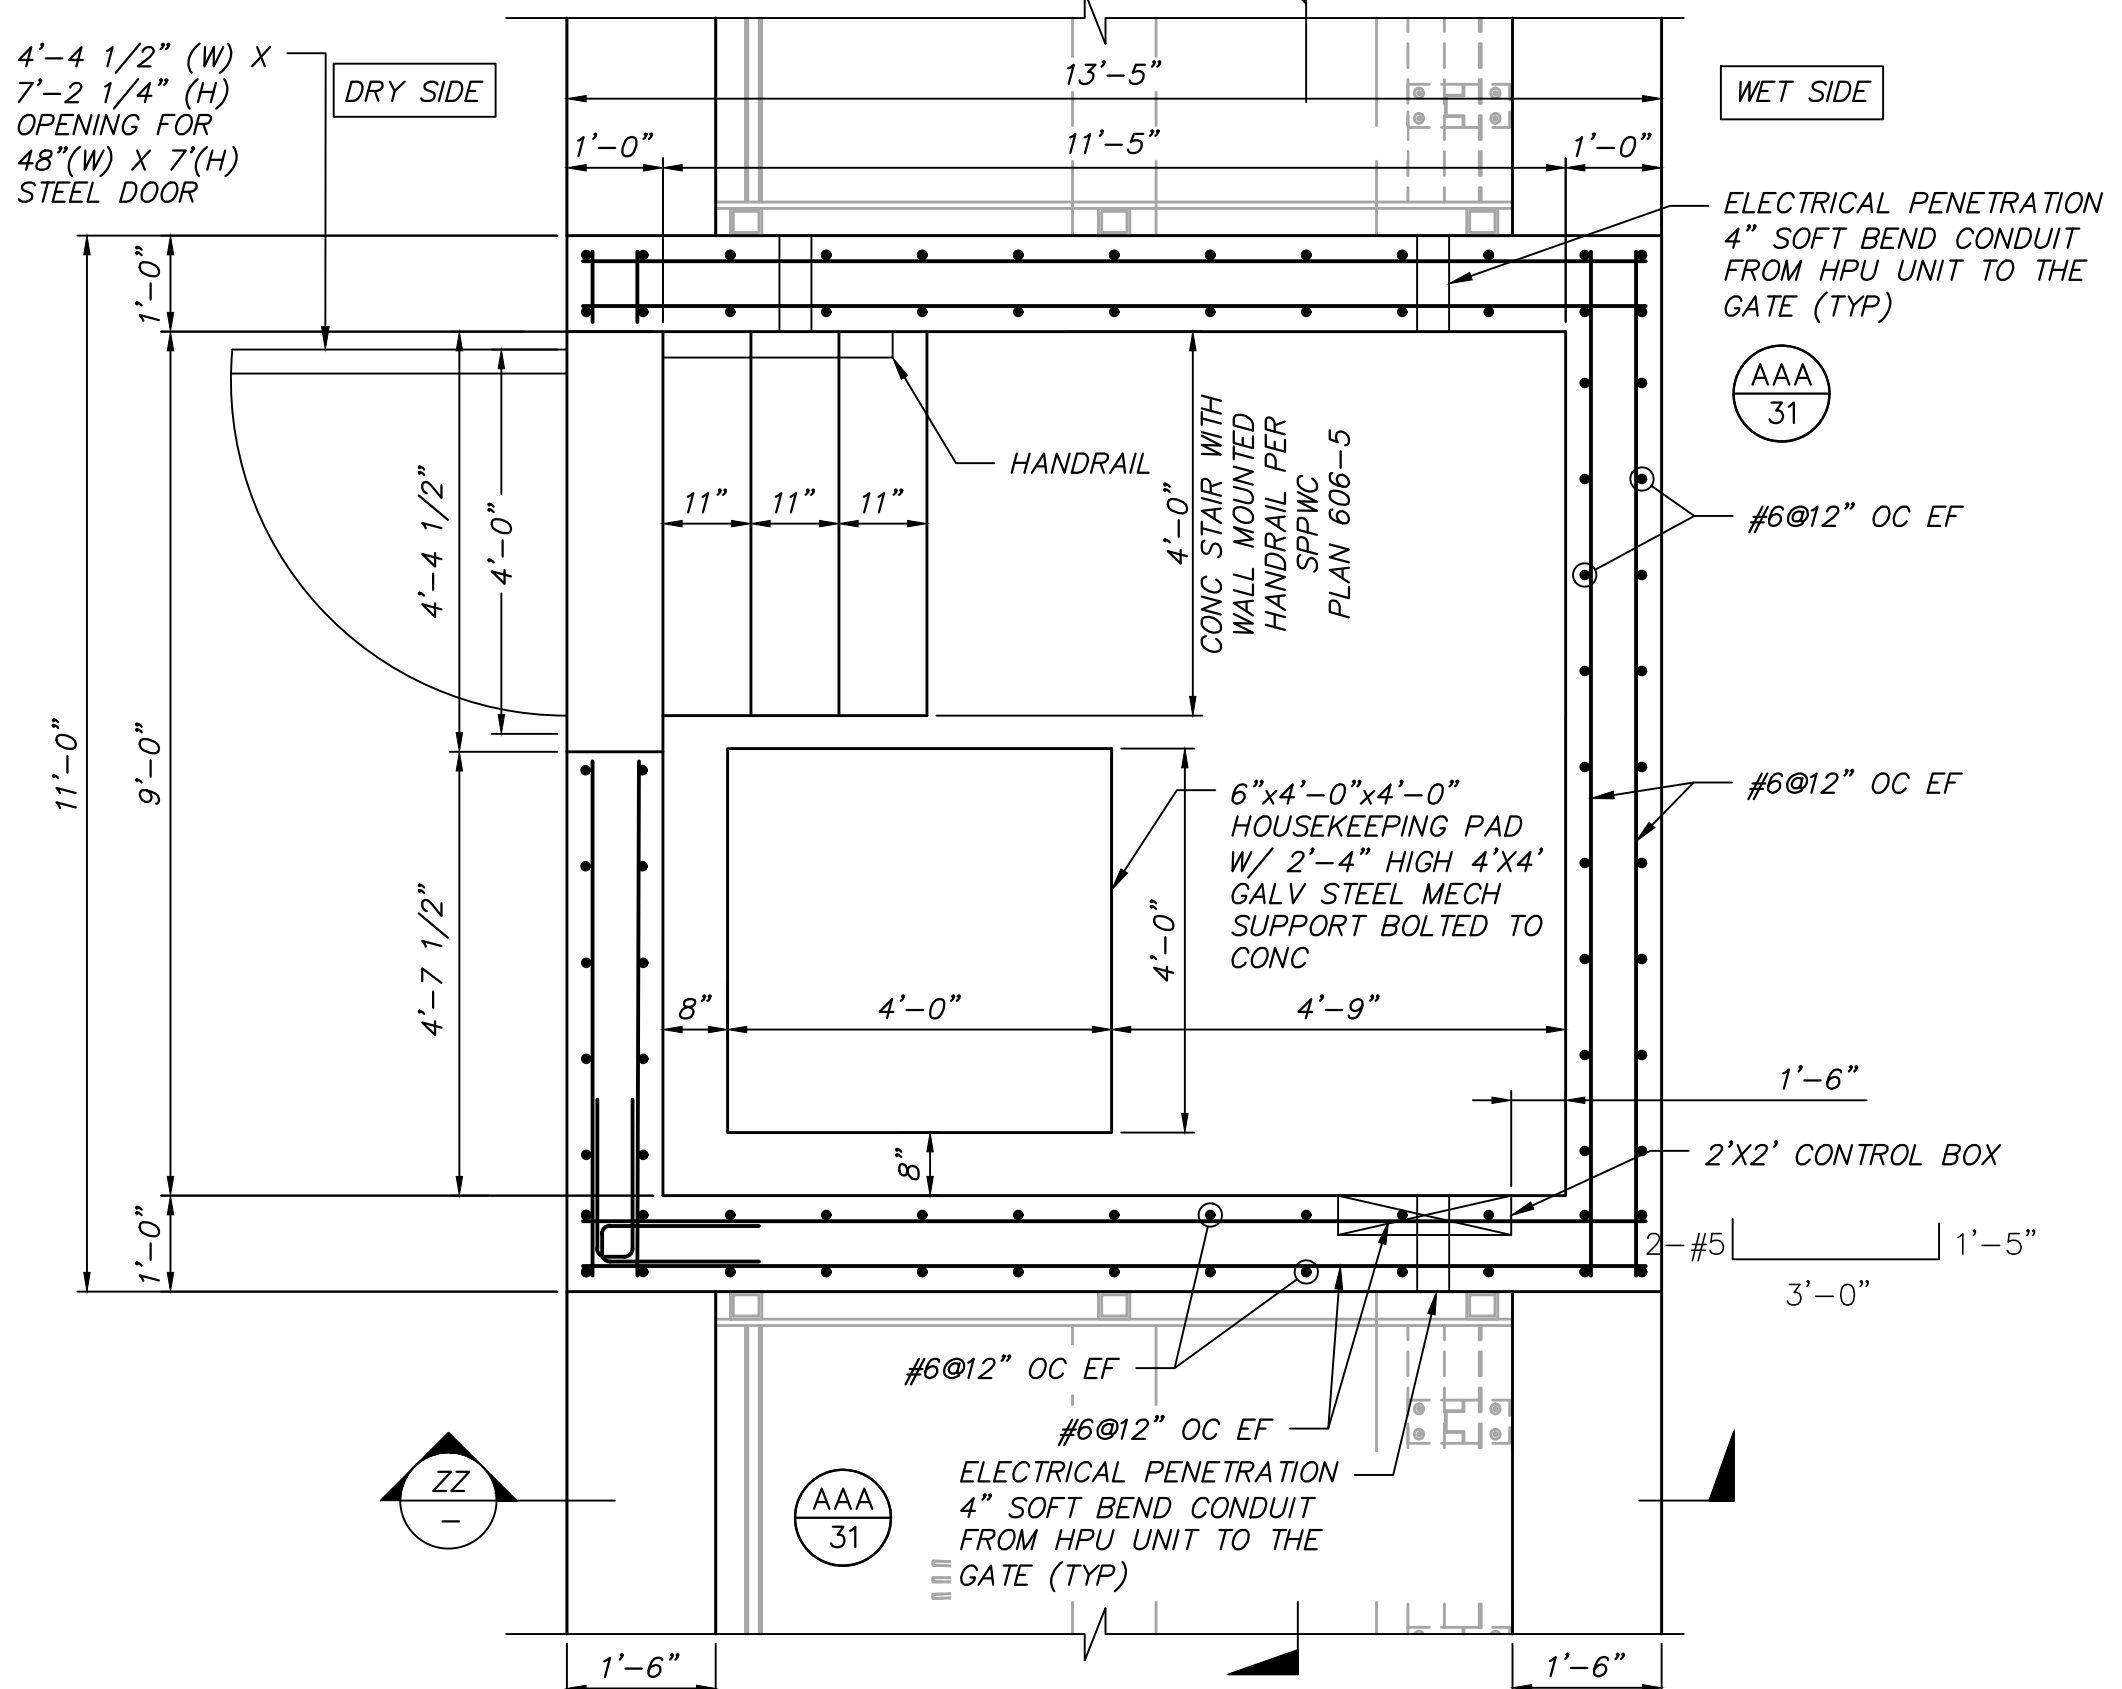 4'-4 1/2" (W) X
7'-2 1/4" (H)
OPENING FOR
48"(W) X 7'(H)
STEEL DOOR
DRY SIDE
13'-5"
WET SIDE
1'-0"
11'-5"
1'-0"
ELECTRICAL PENETRATION
4" SOFT BEND CONDUIT
FROM HPU UNIT TO THE
GATE (TYP)
1'-0"
AAA
31
HANDRAIL
11"
11"
11"
4'-4 1/2"
4'-0"
4'-0"
CONC STAIR WITH
WALL MOUNTED
HANDRAIL PER
SPPWC
PLAN 606-5
#6@12" OC EF
11'-0"
9'-0"
#6@12" OC EF
6"x4'-0"x4'-0"
HOUSEKEEPING PAD
W/ 2'-4" HIGH 4'X4'
GALV STEEL MECH
SUPPORT BOLTED TO
CONC
4'-7 1/2"
4'-0"
8"
4'-0"
4'-9"
1'-6"
8"
2'X2' CONTROL BOX
1'-0"
2-#5
1'-5"
3'-0"
#6@12" OC EF
#6@12" OC EF
ELECTRICAL PENETRATION
4" SOFT BEND CONDUIT
FROM HPU UNIT TO THE
GATE (TYP)
ZZ
-
AAA
31
1'-6"
1'-6"